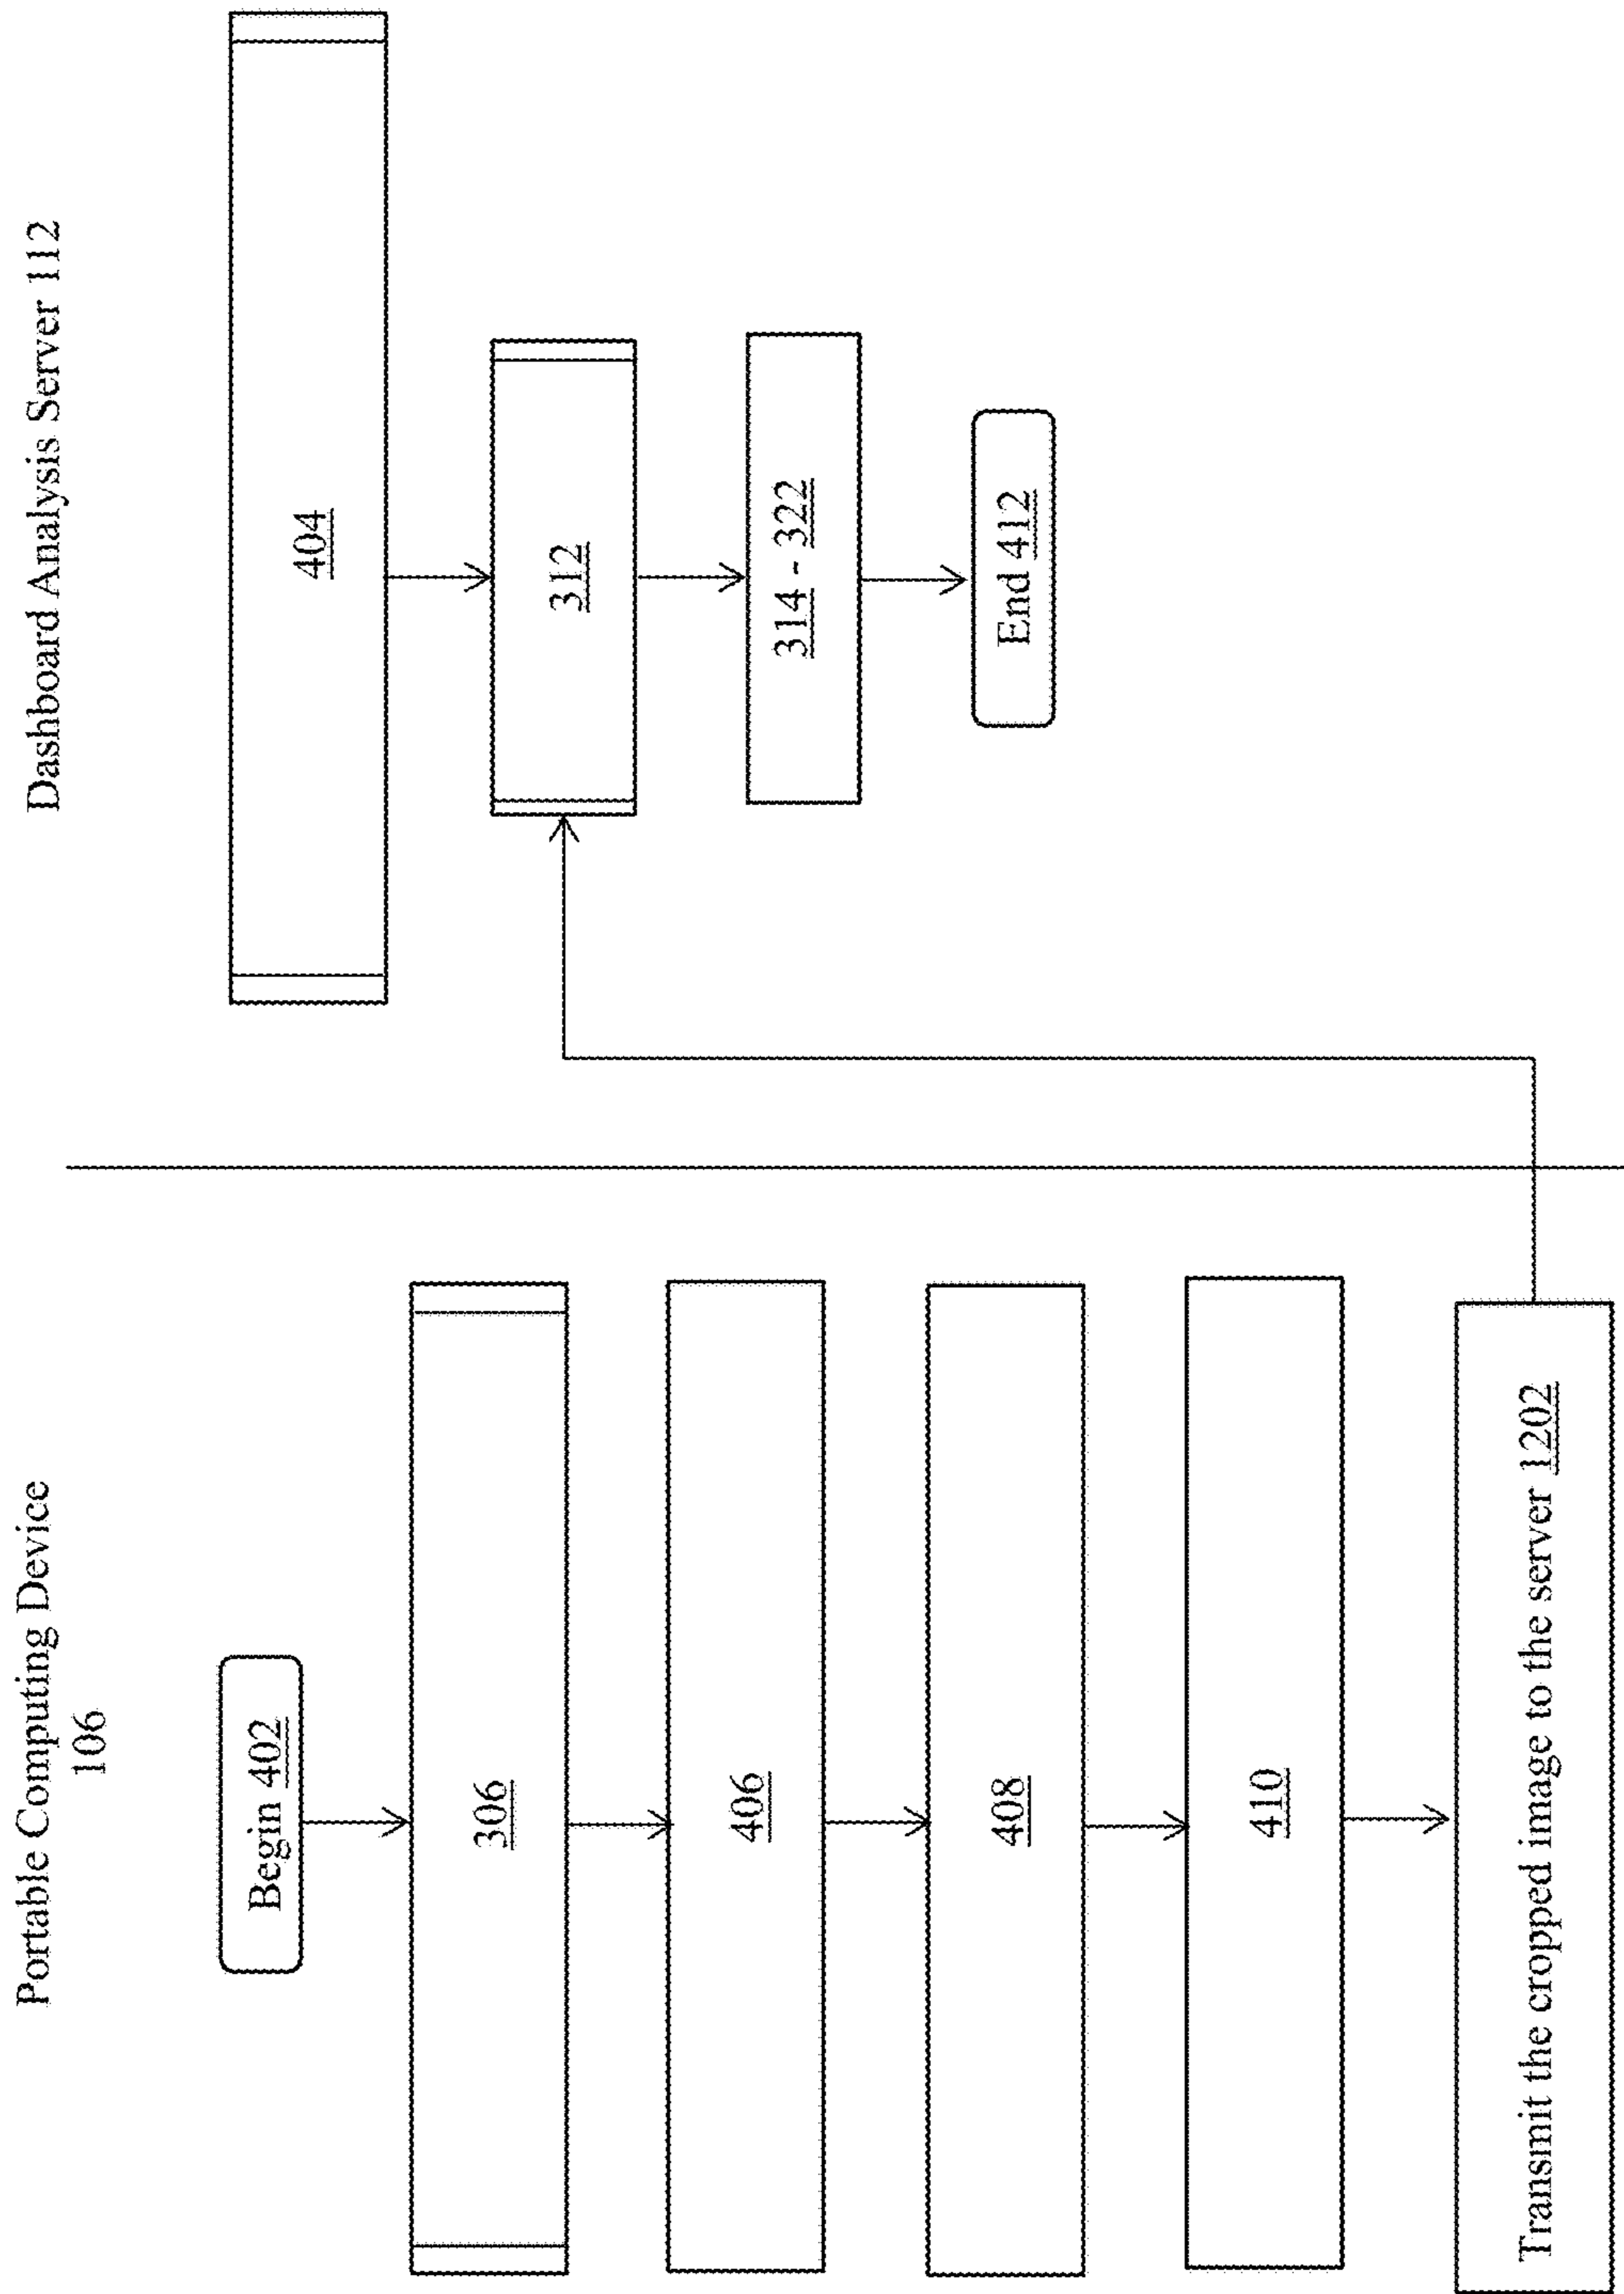 Portable Computing Device
106
Begin 402
306
406
408
410
Transmit the cropped image to the server 1202
Dashboard Analysis Server 112
404
312
314 - 322
End 412